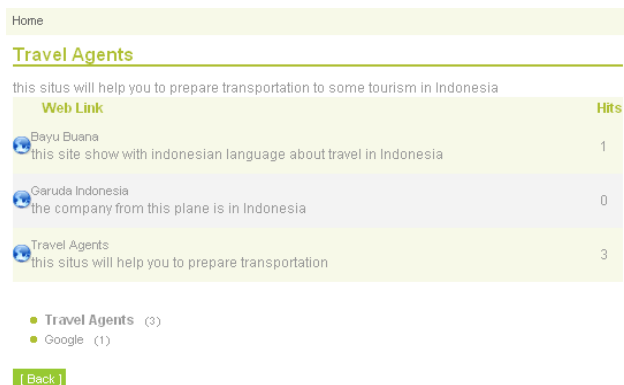 Home
Travel Agents
this situs will help you to prepare transportation to some tourism in Indonesia
Web Link Hits
Bayu Buana
this site show with indonesian language about travel in Indonesia 1
Garuda Indonesia
the company from this plane is in Indonesia 0
Travel Agents
this situs will help you to prepare transportation 3
Travel Agents (3)
Google (1)
[ Back ]